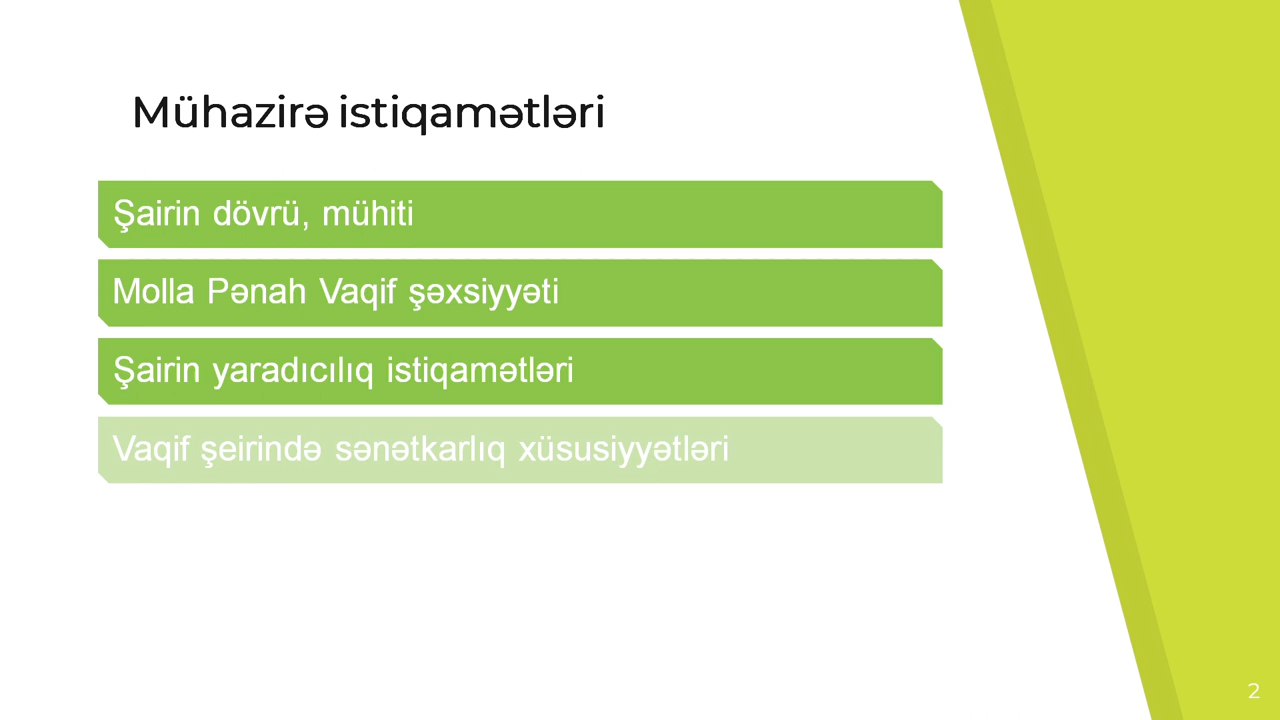 Mühazirə istiqamətləri
Şairin dövrü, mühiti
Molla Pənah Vaqif şəxsiyyəti
Şairin yaradıcılıq istiqamətləri
Vaqif şeirində sənətkarlıq xüsusiyyətləri
2